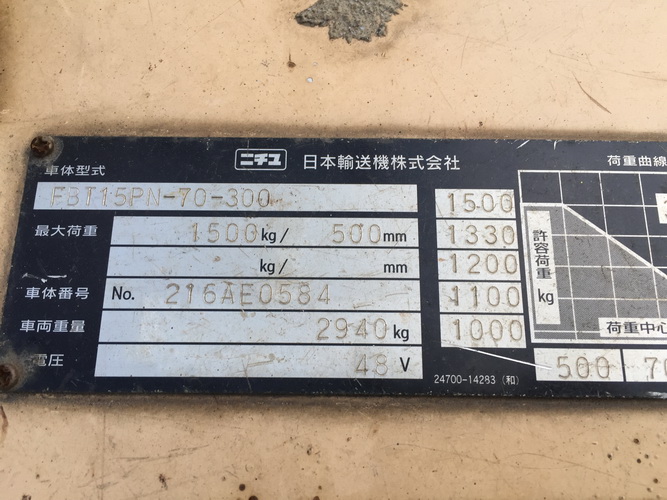 ニチユ 日本輸送機株式会社
荷重曲線
車体型式
FBT15PN-70-300
最大荷重 1500 kg/ 500 mm
kg/ mm
車体番号 No. 216AE0584
車両重量 2940 kg
電圧 48 V
1500
1330
1200
1100
1000
許容荷重 kg
荷重中心
500 70
24700-14283 (和)